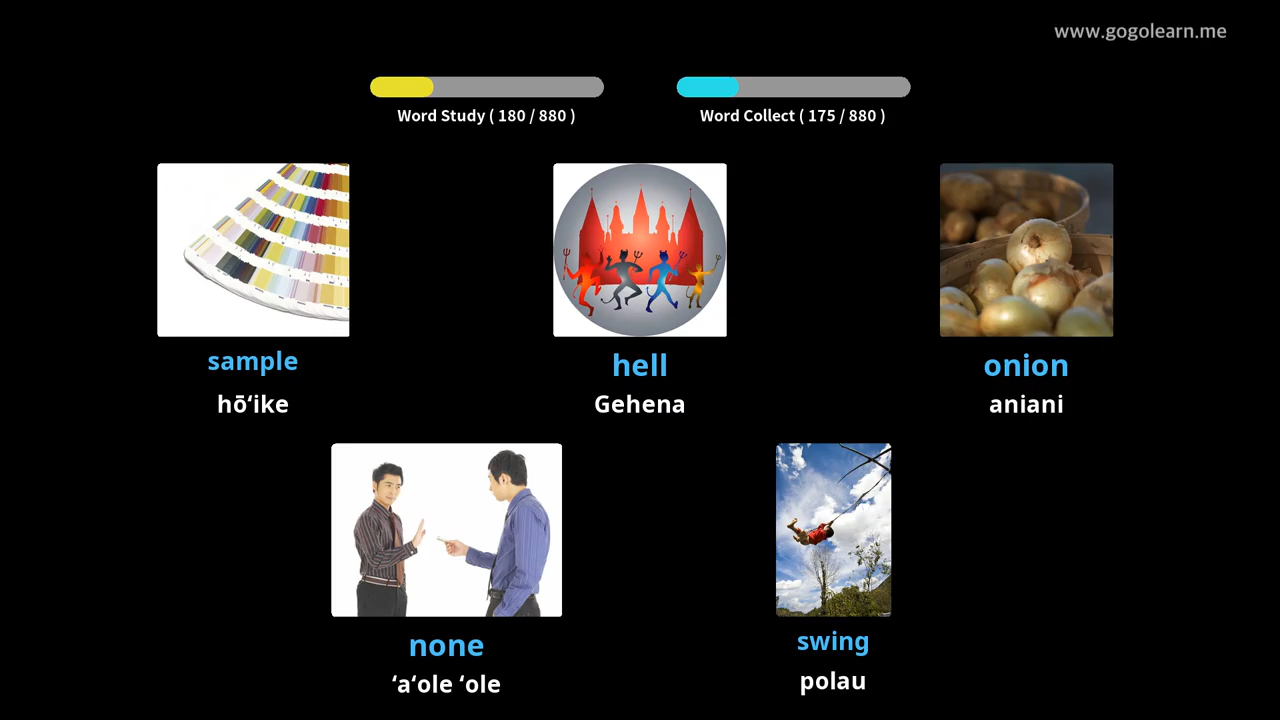 www.gogolearn.me
Word Study ( 180 / 880 )
Word Collect ( 175 / 880 )
sample
hōʻike
hell
Gehena
onion
aniani
none
ʻaʻole ʻole
swing
polau